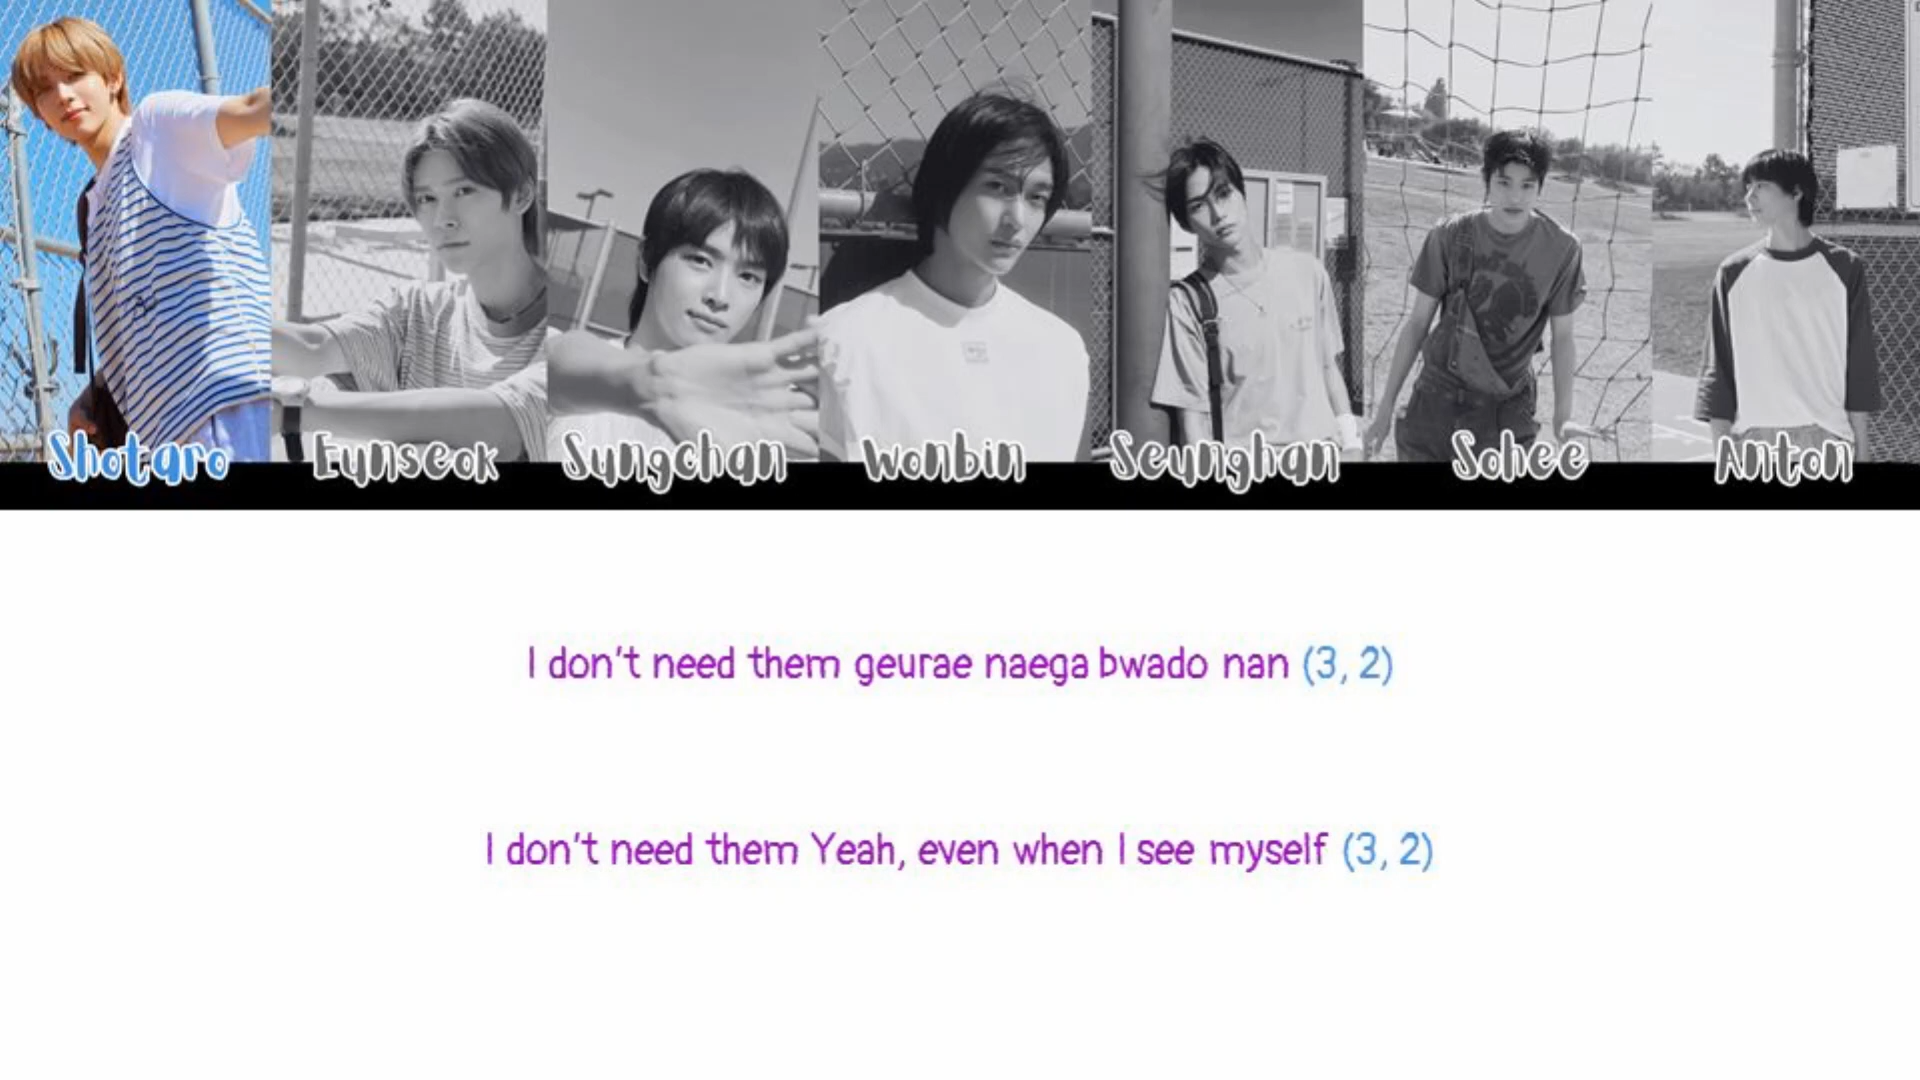 Shotaro Eunseok Sungchan Wonbin Seunghan Sohee Anton
I don't need them geurae naega bwado nan (3, 2)
I don't need them Yeah, even when I see myself (3, 2)